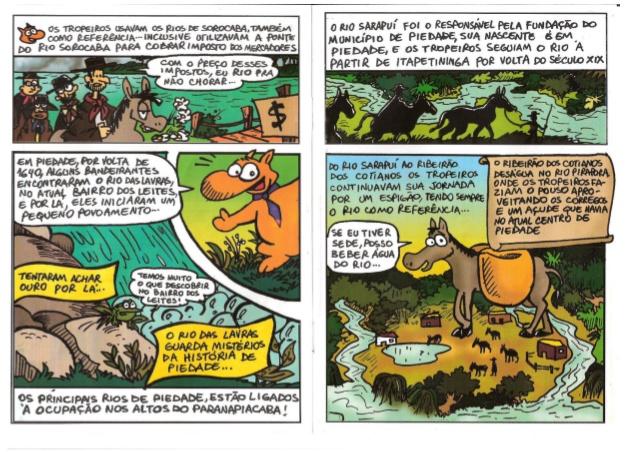 OS TROPEIROS USAVAM OS RIOS DE SOROCABA, TAMBÉM
COMO REFERÊNCIA - INCLUSIVE UTILIZAVAM A PONTE
DO RIO SOROCABA PARA COBRAR IMPOSTO DOS MERCADORES
COM O PREÇO DESSES
IMPOSTOS, EU RIO PRA
NÃO CHORAR...
$
EM PIEDADE, POR VOLTA DE
1640, ALGUNS BANDEIRANTES
ENCONTRARAM O RIO DAS LAVRAS,
NO ATUAL BAIRRO DOS LEITES,
E POR LÁ, ELES INICIARAM UM
PEQUENO POVOAMENTO...
TENTARAM ACHAR
OURO POR LÁ...
TEMOS MUITO
O QUE DESCOBRIR
NO BAIRRO DOS
LEITES!
O RIO DAS LAVRAS
GUARDA MISTÉRIOS
DA HISTÓRIA DE
PIEDADE...
OS PRINCIPAIS RIOS DE PIEDADE, ESTÃO LIGADOS
À OCUPAÇÃO NOS ALTOS DO PARANAPIACABA!
O RIO SARAPUÍ FOI O RESPONSÁVEL PELA FUNDAÇÃO DO
MUNICÍPIO DE PIEDADE, SUA NASCENTE É EM
PIEDADE, E OS TROPEIROS SEGUIAM O RIO À
PARTIR DE ITAPETININGA POR VOLTA DO SÉCULO XIX
DO RIO SARAPUÍ AO RIBEIRÃO
DOS COTIANOS OS TROPEIROS
CONTINUAVAM SUA JORNADA
POR UM ESPIGÃO, TENDO SEMPRE
O RIO COMO REFERÊNCIA...
O RIBEIRÃO DOS COTIANOS
DESÁGUA NO RIO PIRAPORA,
ONDE OS TROPEIROS FA-
ZIAM O POUSO APRO-
VEITANDO OS CÓRREGOS
E UM AÇUDE QUE HAVIA
NO ATUAL CENTRO DE
PIEDADE
SE EU TIVER
SEDE, POSSO
BEBER ÁGUA
DO RIO...